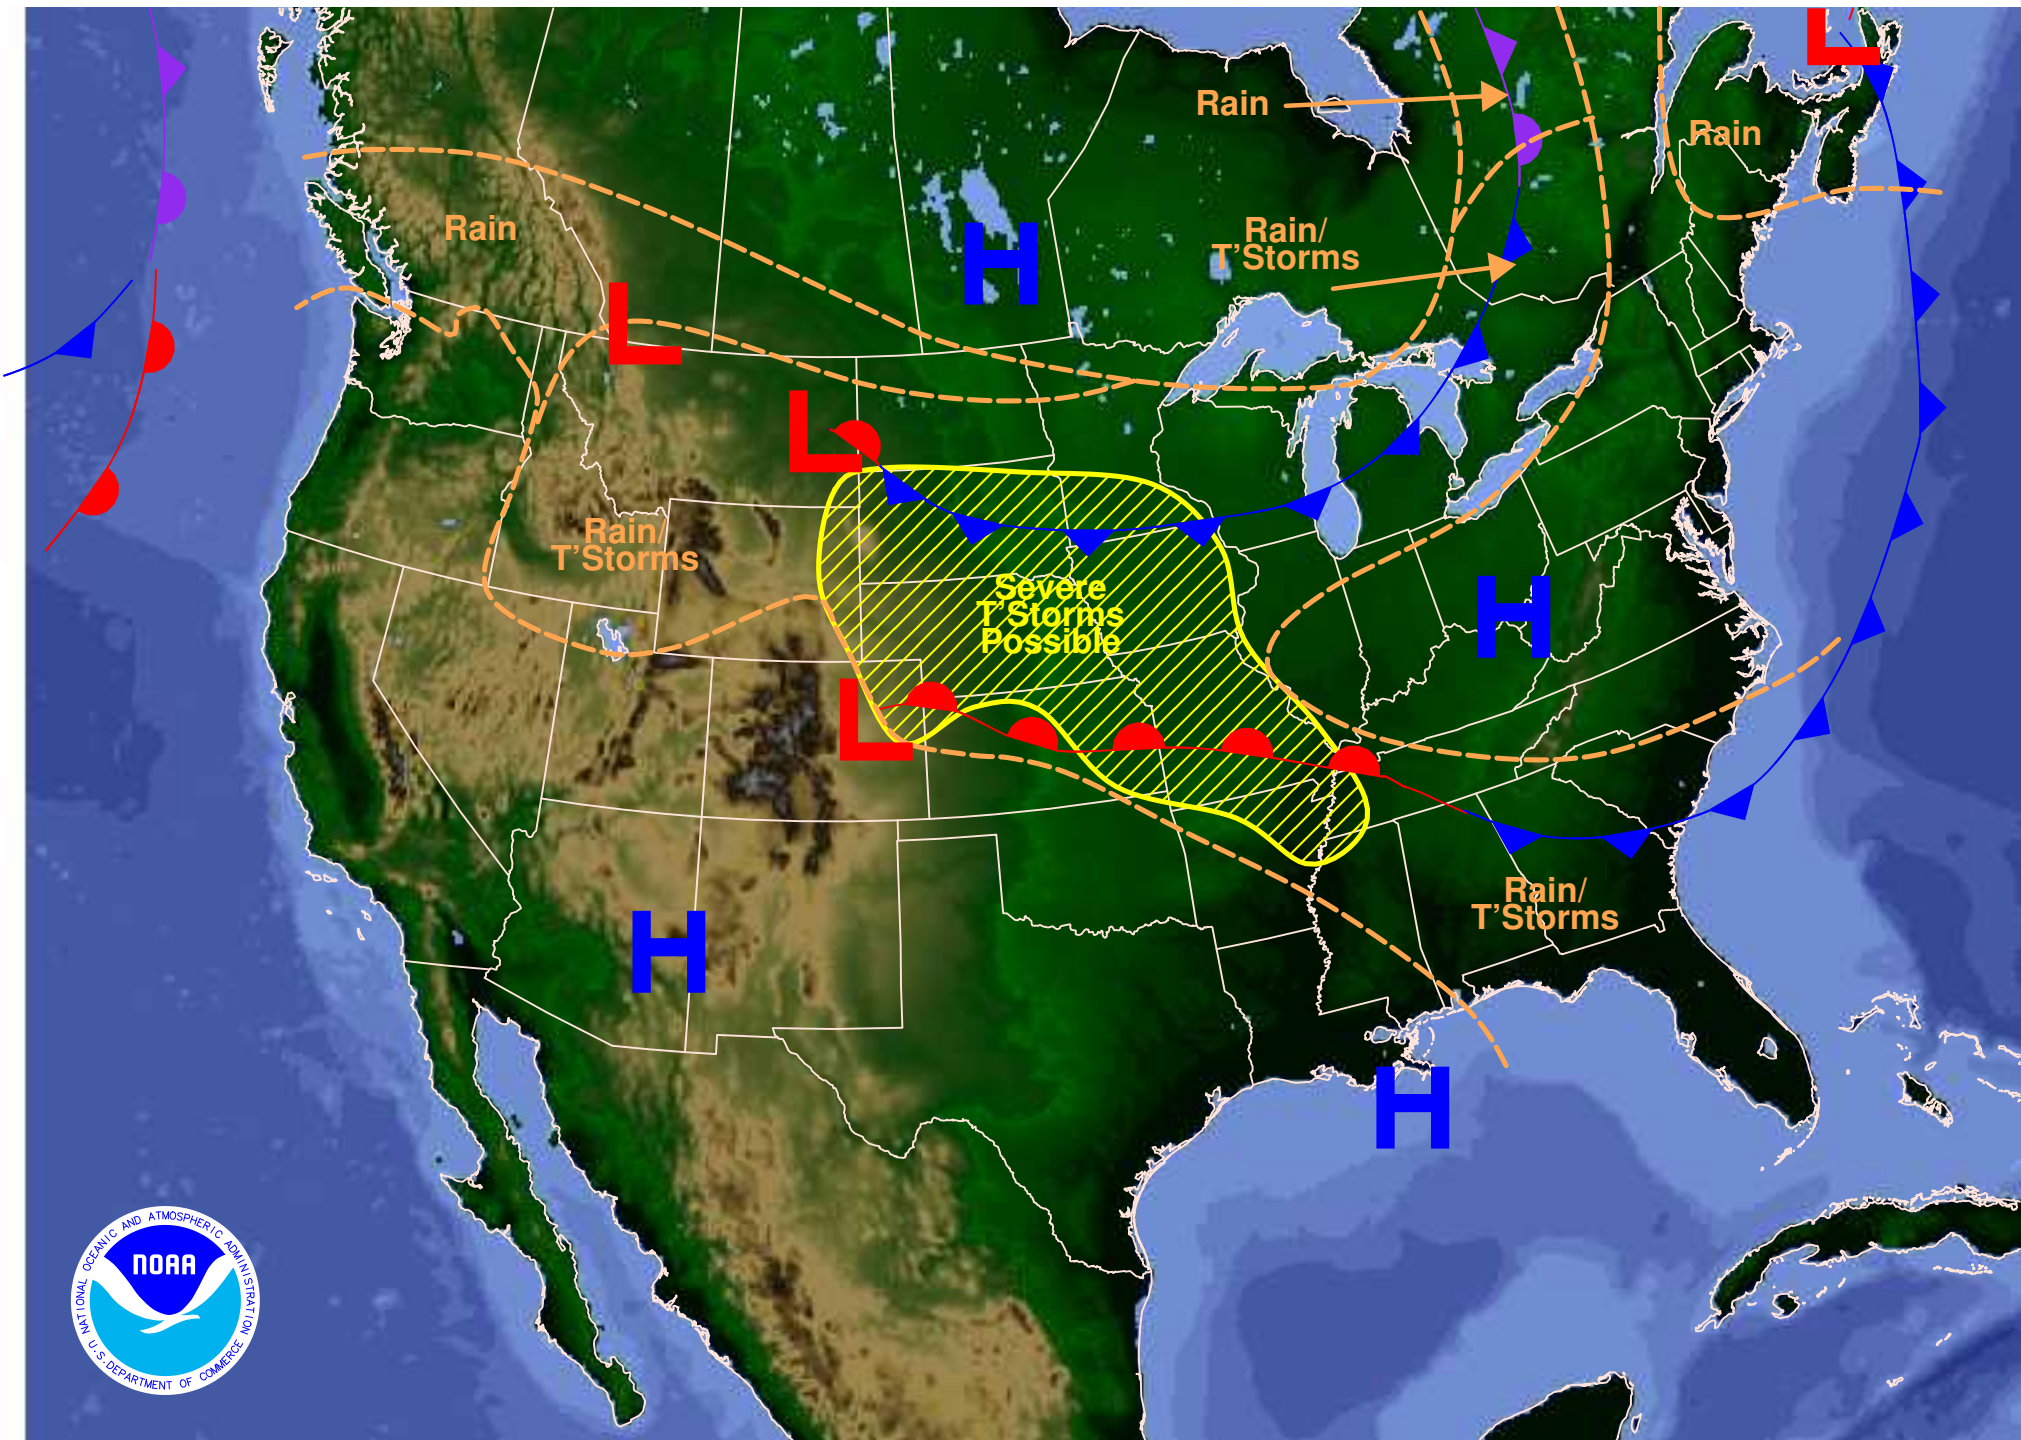 L
Rain
Rain
Rain
Rain/
T'Storms
H
L
L
Rain/
T'Storms
Severe
T'Storms
Possible
H
L
Rain/
T'Storms
H
H
NATIONAL OCEANIC AND ATMOSPHERIC ADMINISTRATION
NOAA
U.S. DEPARTMENT OF COMMERCE